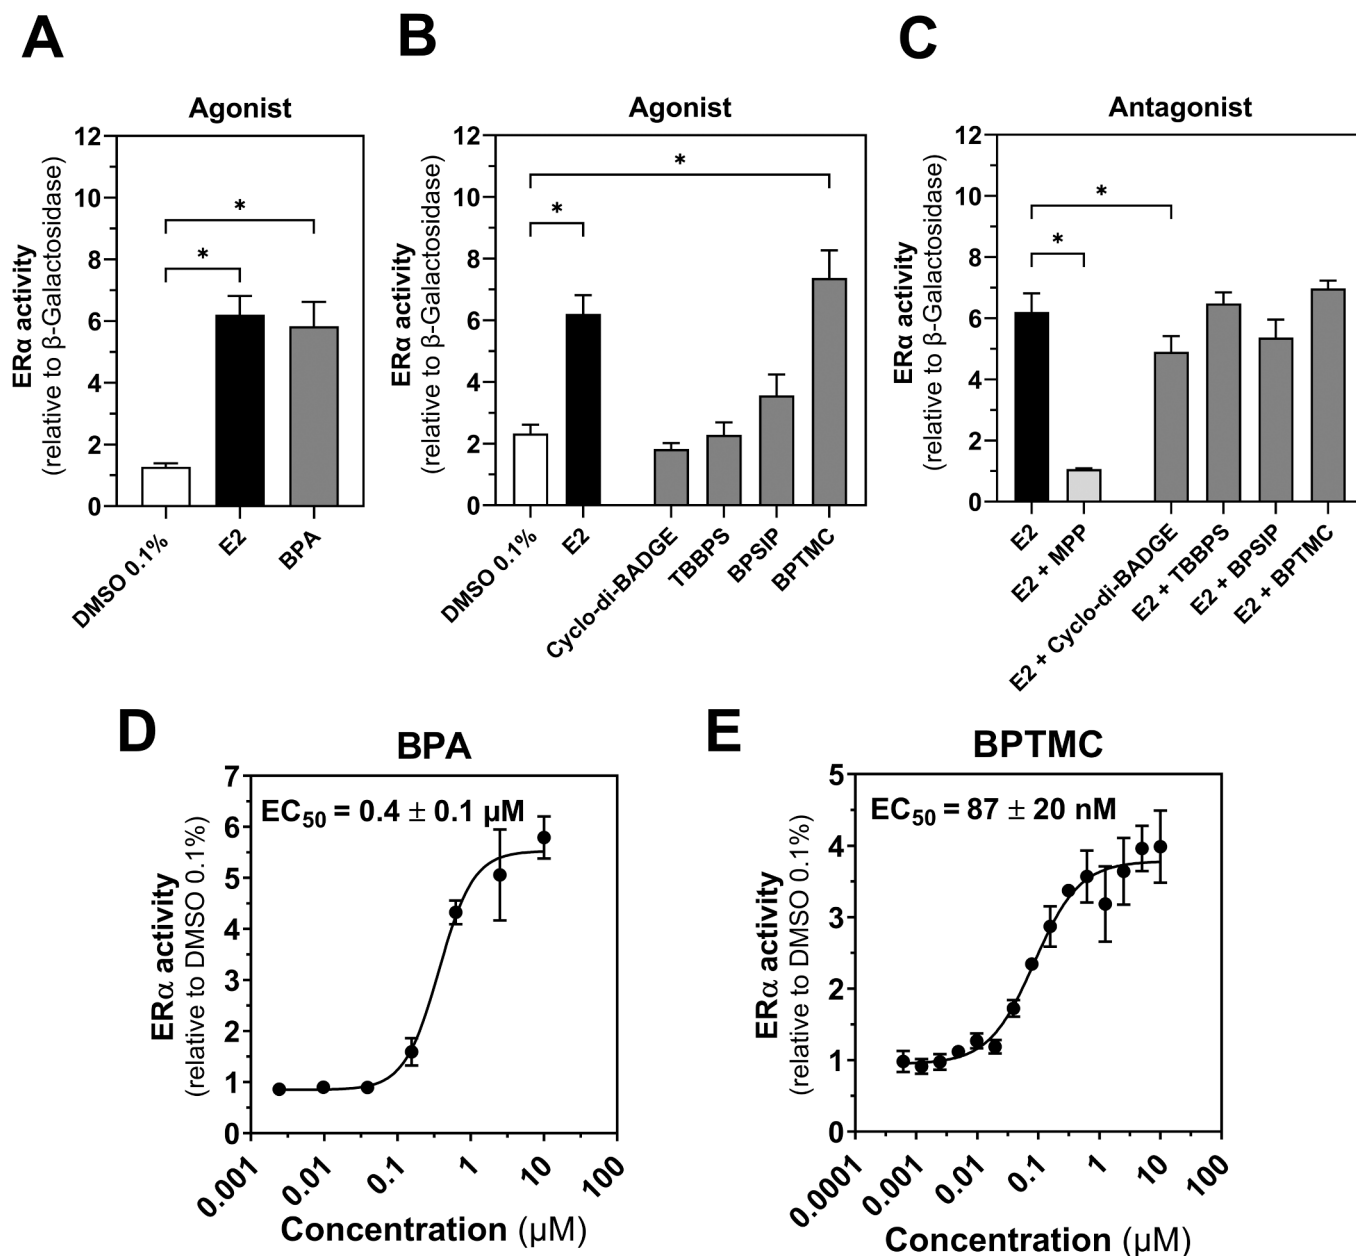 A
Agonist
ERα activity
(relative to β-Galactosidase)
12
10
8
6
4
2
0
*
*
DMSO 0.1%
E2
BPA
B
Agonist
ERα activity
(relative to β-Galactosidase)
12
10
8
6
4
2
0
*
*
DMSO 0.1%
E2
Cyclo-di-BADGE
TBBPS
BPSIP
BPTMC
C
Antagonist
ERα activity
(relative to β-Galactosidase)
12
10
8
6
4
2
0
*
*
E2
E2 + MPP
E2 + Cyclo-di-BADGE
E2 + TBBPS
E2 + BPSIP
E2 + BPTMC
D
BPA
EC50 = 0.4 ± 0.1 µM
ERα activity
(relative to DMSO 0.1%)
7
6
5
4
3
2
1
0
0.001
0.01
0.1
1
10
100
Concentration (µM)
E
BPTMC
EC50 = 87 ± 20 nM
ERα activity
(relative to DMSO 0.1%)
5
4
3
2
1
0
0.0001
0.001
0.01
0.1
1
10
100
Concentration (µM)